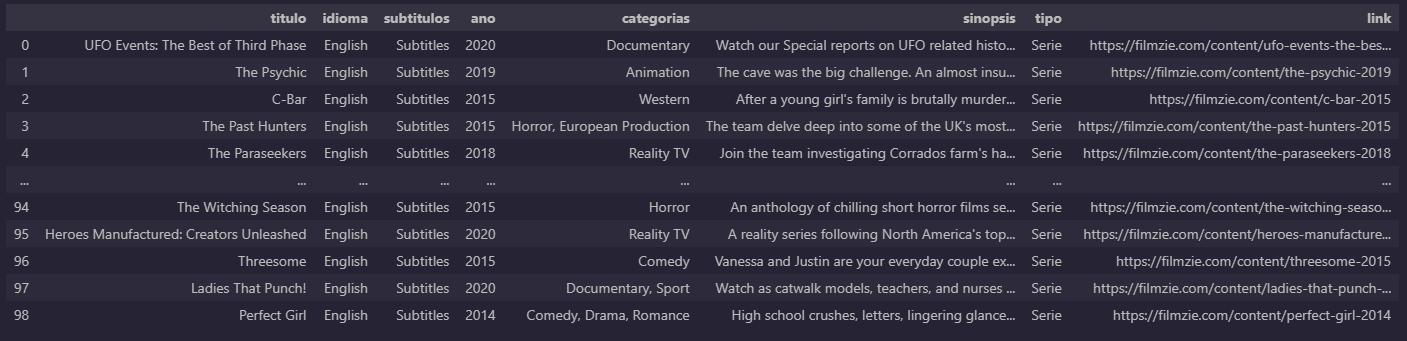 titulo idioma subtitulos ano categorias sinopsis tipo link
0 UFO Events: The Best of Third Phase English Subtitles 2020 Documentary Watch our Special reports on UFO related histo... Serie https://filmzie.com/content/ufo-events-the-bes...
1 The Psychic English Subtitles 2019 Animation The cave was the big challenge. An almost insu... Serie https://filmzie.com/content/the-psychic-2019
2 C-Bar English Subtitles 2015 Western After a young girl's family is brutally murder... Serie https://filmzie.com/content/c-bar-2015
3 The Past Hunters English Subtitles 2015 Horror, European Production The team delve deep into some of the UK's most... Serie https://filmzie.com/content/the-past-hunters-2015
4 The Paraseekers English Subtitles 2018 Reality TV Join the team investigating Corrados farm's ha... Serie https://filmzie.com/content/the-paraseekers-2018
... ... ... ... ... ... ... ... ...
94 The Witching Season English Subtitles 2015 Horror An anthology of chilling short horror films se... Serie https://filmzie.com/content/the-witching-seaso...
95 Heroes Manufactured: Creators Unleashed English Subtitles 2020 Reality TV A reality series following North America's top... Serie https://filmzie.com/content/heroes-manufacture...
96 Threesome English Subtitles 2015 Comedy Vanessa and Justin are your everyday couple ex... Serie https://filmzie.com/content/threesome-2015
97 Ladies That Punch! English Subtitles 2020 Documentary, Sport Watch as catwalk models, teachers, and nurses ... Serie https://filmzie.com/content/ladies-that-punch-...
98 Perfect Girl English Subtitles 2014 Comedy, Drama, Romance High school crushes, letters, lingering glance... Serie https://filmzie.com/content/perfect-girl-2014